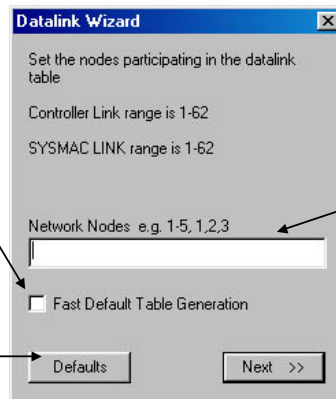 Datalink Wizard
Set the nodes participating in the datalink
table
Controller Link range is 1-62
SYSMAC LINK range is 1-62
Network Nodes e.g. 1-5, 1,2,3
Fast Default Table Generation
Defaults
Next >>